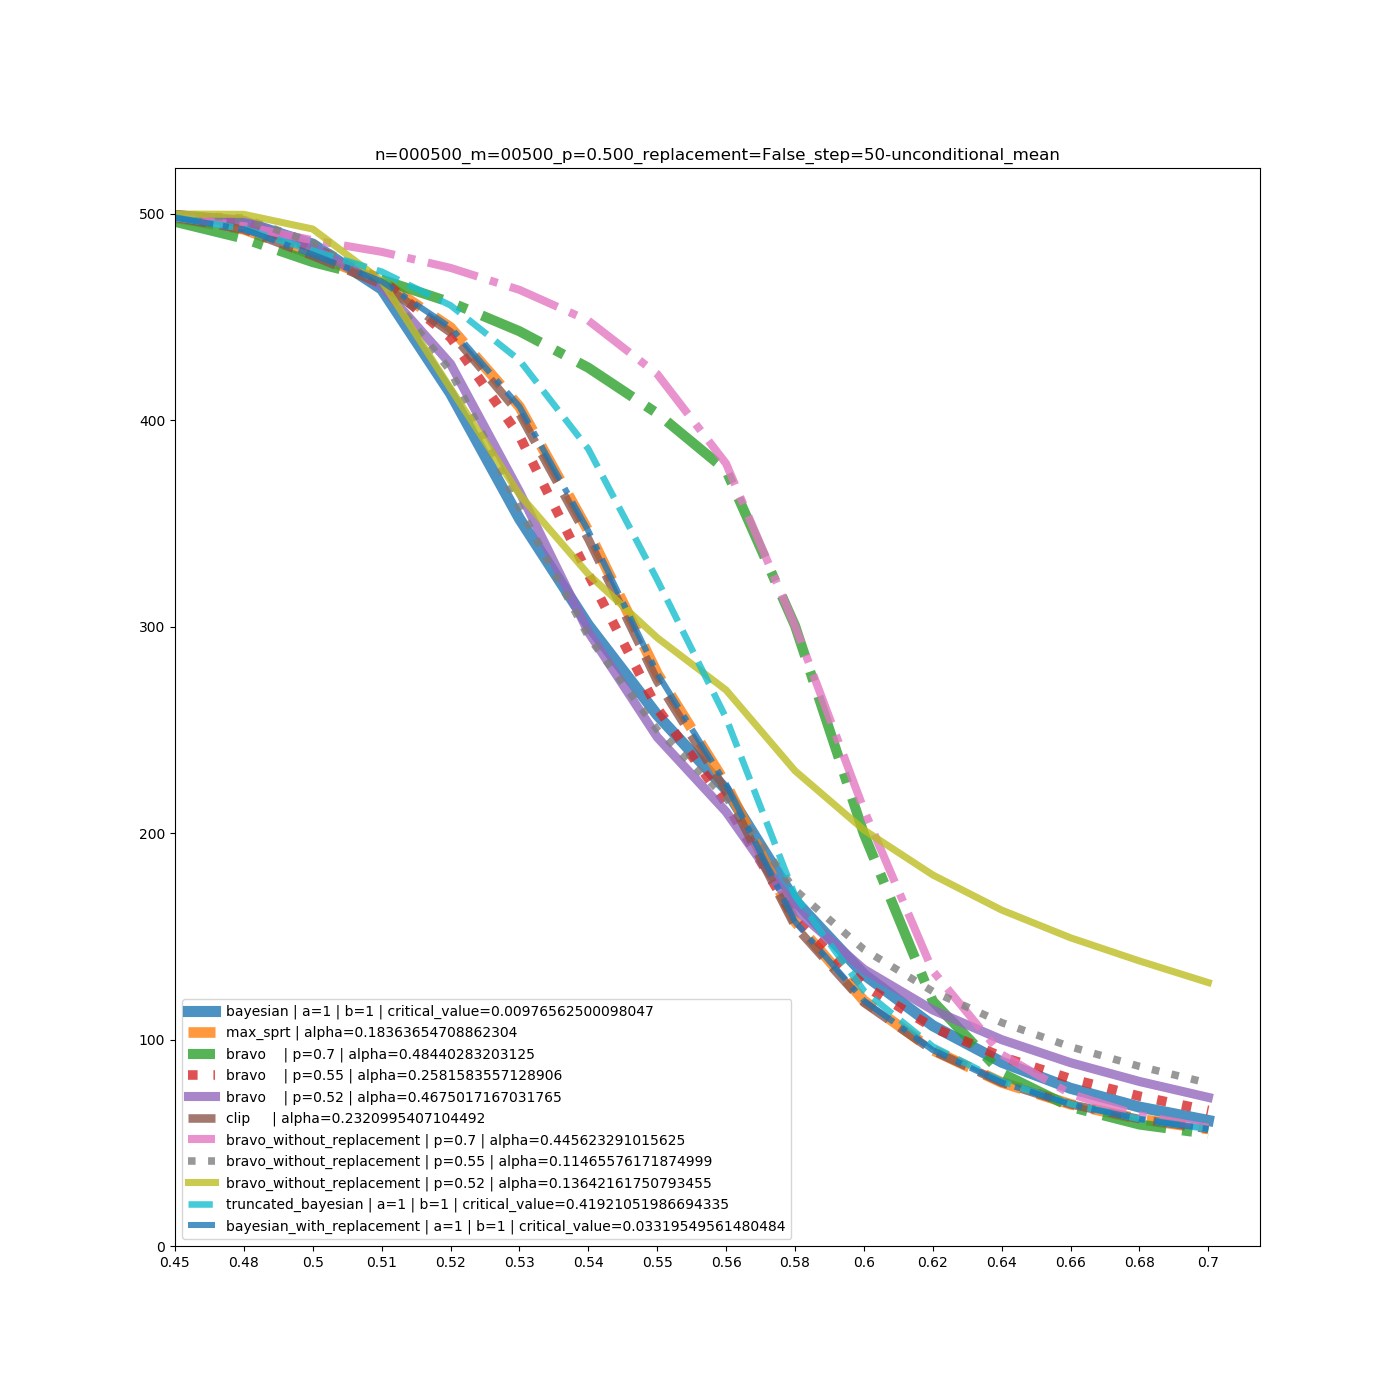 n=000500_m=00500_p=0.500_replacement=False_step=50-unconditional_mean
500
400
300
200
100
0
bayesian | a=1 | b=1 | critical_value=0.00976562500098047
max_sprt | alpha=0.18363654708862304
bravo    | p=0.7 | alpha=0.48440283203125
bravo    | p=0.55 | alpha=0.2581583557128906
bravo    | p=0.52 | alpha=0.4675017167031765
clip     | alpha=0.2320995407104492
bravo_without_replacement | p=0.7 | alpha=0.445623291015625
bravo_without_replacement | p=0.55 | alpha=0.11465576171874999
bravo_without_replacement | p=0.52 | alpha=0.13642161750793455
truncated_bayesian | a=1 | b=1 | critical_value=0.41921051986694335
bayesian_with_replacement | a=1 | b=1 | critical_value=0.03319549561480484
0.45 0.48 0.5 0.51 0.52 0.53 0.54 0.55 0.56 0.58 0.6 0.62 0.64 0.66 0.68 0.7